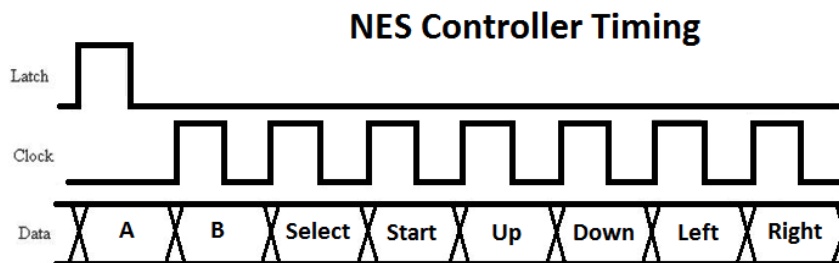 NES Controller Timing
Latch
Clock
Data A B Select Start Up Down Left Right